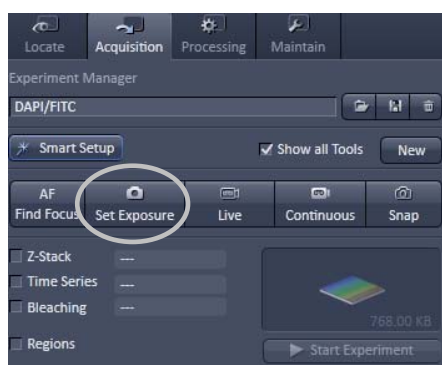 Locate Acquisition Processing Maintain
Experiment Manager
DAPI/FITC
Smart Setup Show all Tools New
AF
Find Focus Set Exposure Live Continuous Snap
Z-Stack ---
Time Series ---
Bleaching ---
768.00 KB
Regions Start Experiment